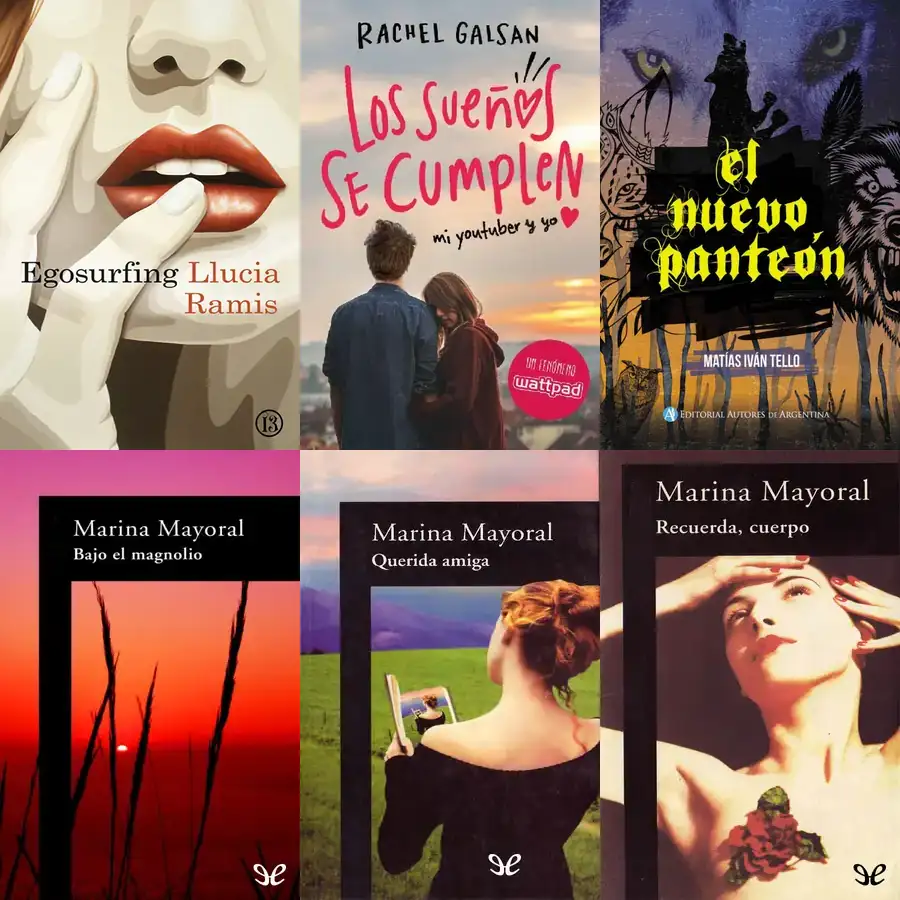 Egosurfing Llucia
Ramis
13
RACHEL GALSAN
LOS SUEÑOS
SE CUMPLEN
mi youtuber y yo
UN FENÓMENO
wattpad
el
nuevo
panteón
MATÍAS IVÁN TELLO
A EDITORIAL AUTORES DE ARGENTINA
Marina Mayoral
Bajo el magnolio
Marina Mayoral
Querida amiga
Marina Mayoral
Recuerda, cuerpo